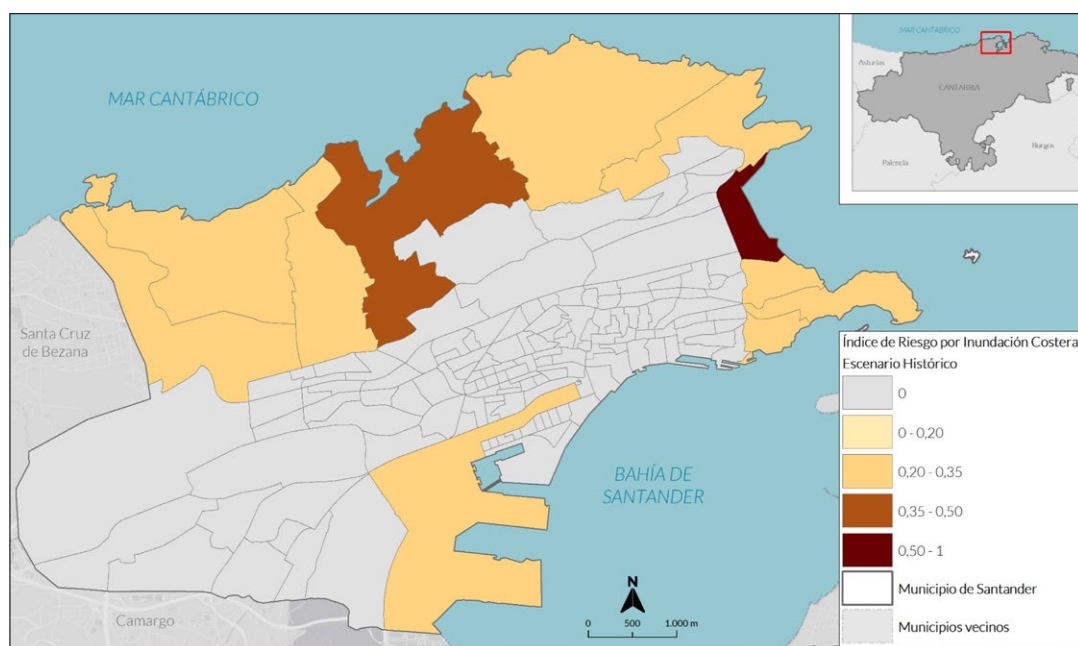 MAR CANTÁBRICO
MAR CANTÁBRICO
Asturias
CANTABRIA
Palencia
Burgos
Santa Cruz
de Bezana
Camargo
BAHÍA DE
SANTANDER
N
0 500 1.000 m
Índice de Riesgo por Inundación Costera
Escenario Histórico
0
0 - 0,20
0,20 - 0,35
0,35 - 0,50
0,50 - 1
Municipio de Santander
Municipios vecinos